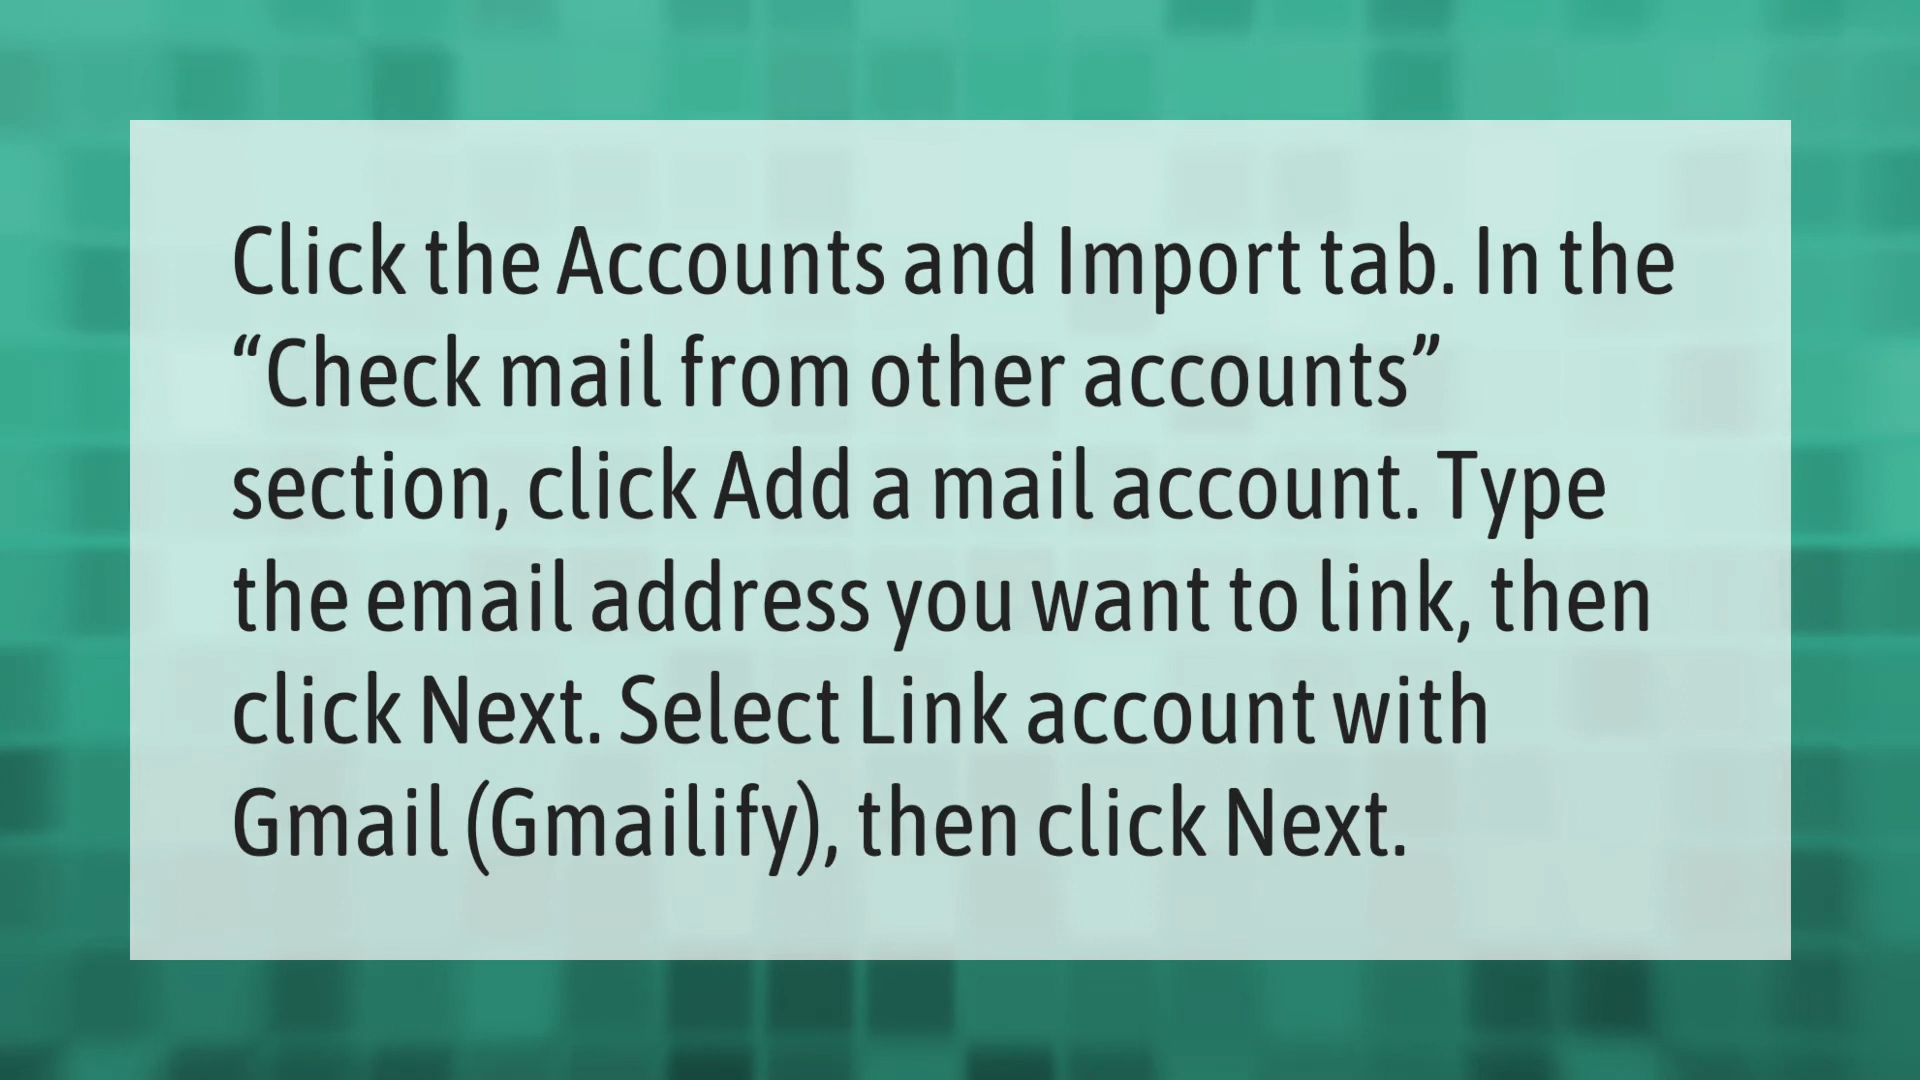 Click the Accounts and Import tab. In the
“Check mail from other accounts”
section, click Add a mail account. Type
the email address you want to link, then
click Next. Select Link account with
Gmail (Gmailify), then click Next.